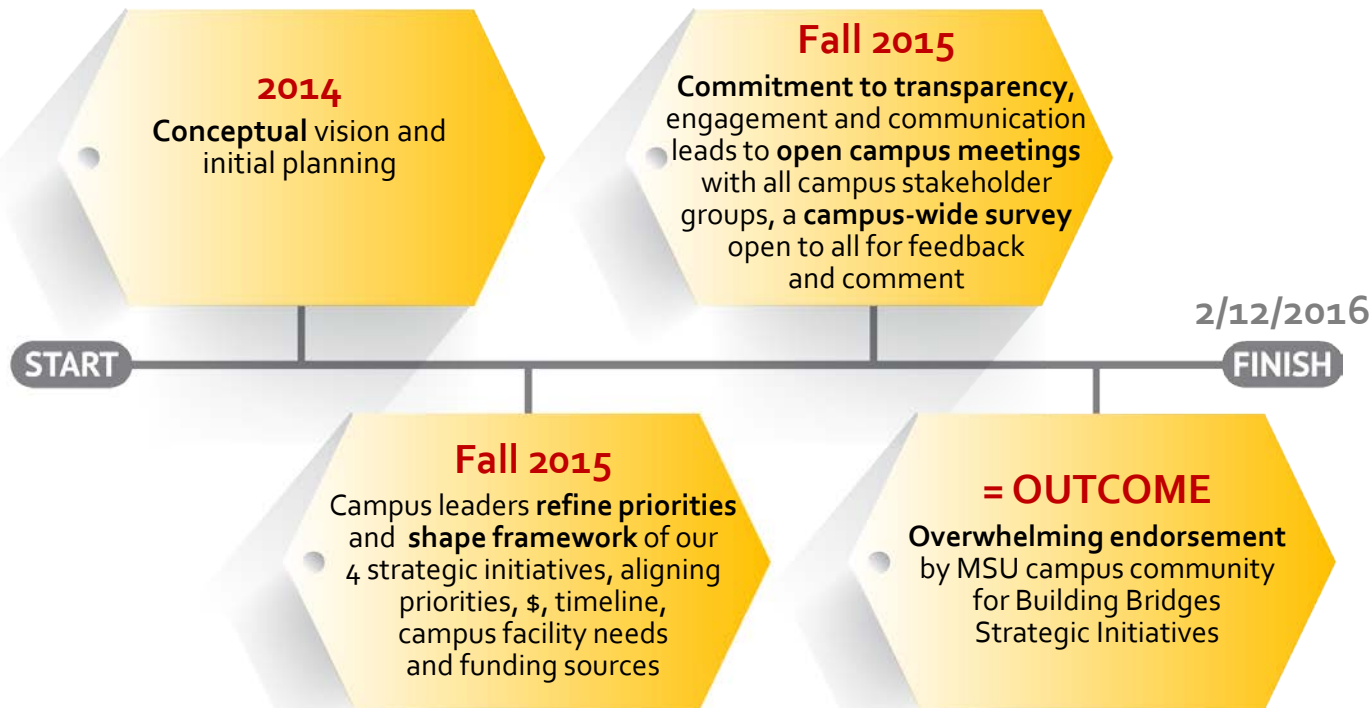 2014
Conceptual vision and
initial planning
Fall 2015
Commitment to transparency,
engagement and communication
leads to open campus meetings
with all campus stakeholder
groups, a campus-wide survey
open to all for feedback
and comment
2/12/2016
START
FINISH
Fall 2015
Campus leaders refine priorities
and shape framework of our
4 strategic initiatives, aligning
priorities, $, timeline,
campus facility needs
and funding sources
= OUTCOME
Overwhelming endorsement
by MSU campus community
for Building Bridges
Strategic Initiatives